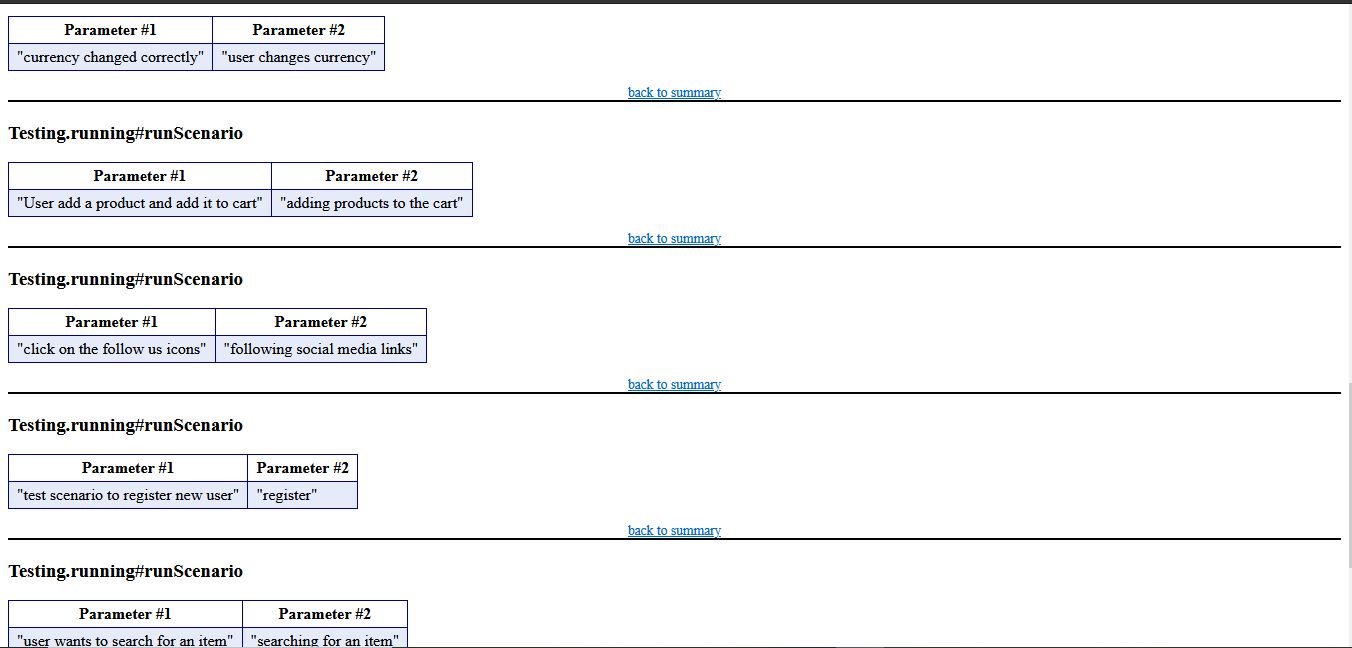 Parameter #1 Parameter #2
"currency changed correctly" "user changes currency"
back to summary
Testing.running#runScenario
Parameter #1 Parameter #2
"User add a product and add it to cart" "adding products to the cart"
back to summary
Testing.running#runScenario
Parameter #1 Parameter #2
"click on the follow us icons" "following social media links"
back to summary
Testing.running#runScenario
Parameter #1 Parameter #2
"test scenario to register new user" "register"
back to summary
Testing.running#runScenario
Parameter #1 Parameter #2
"user wants to search for an item" "searching for an item"